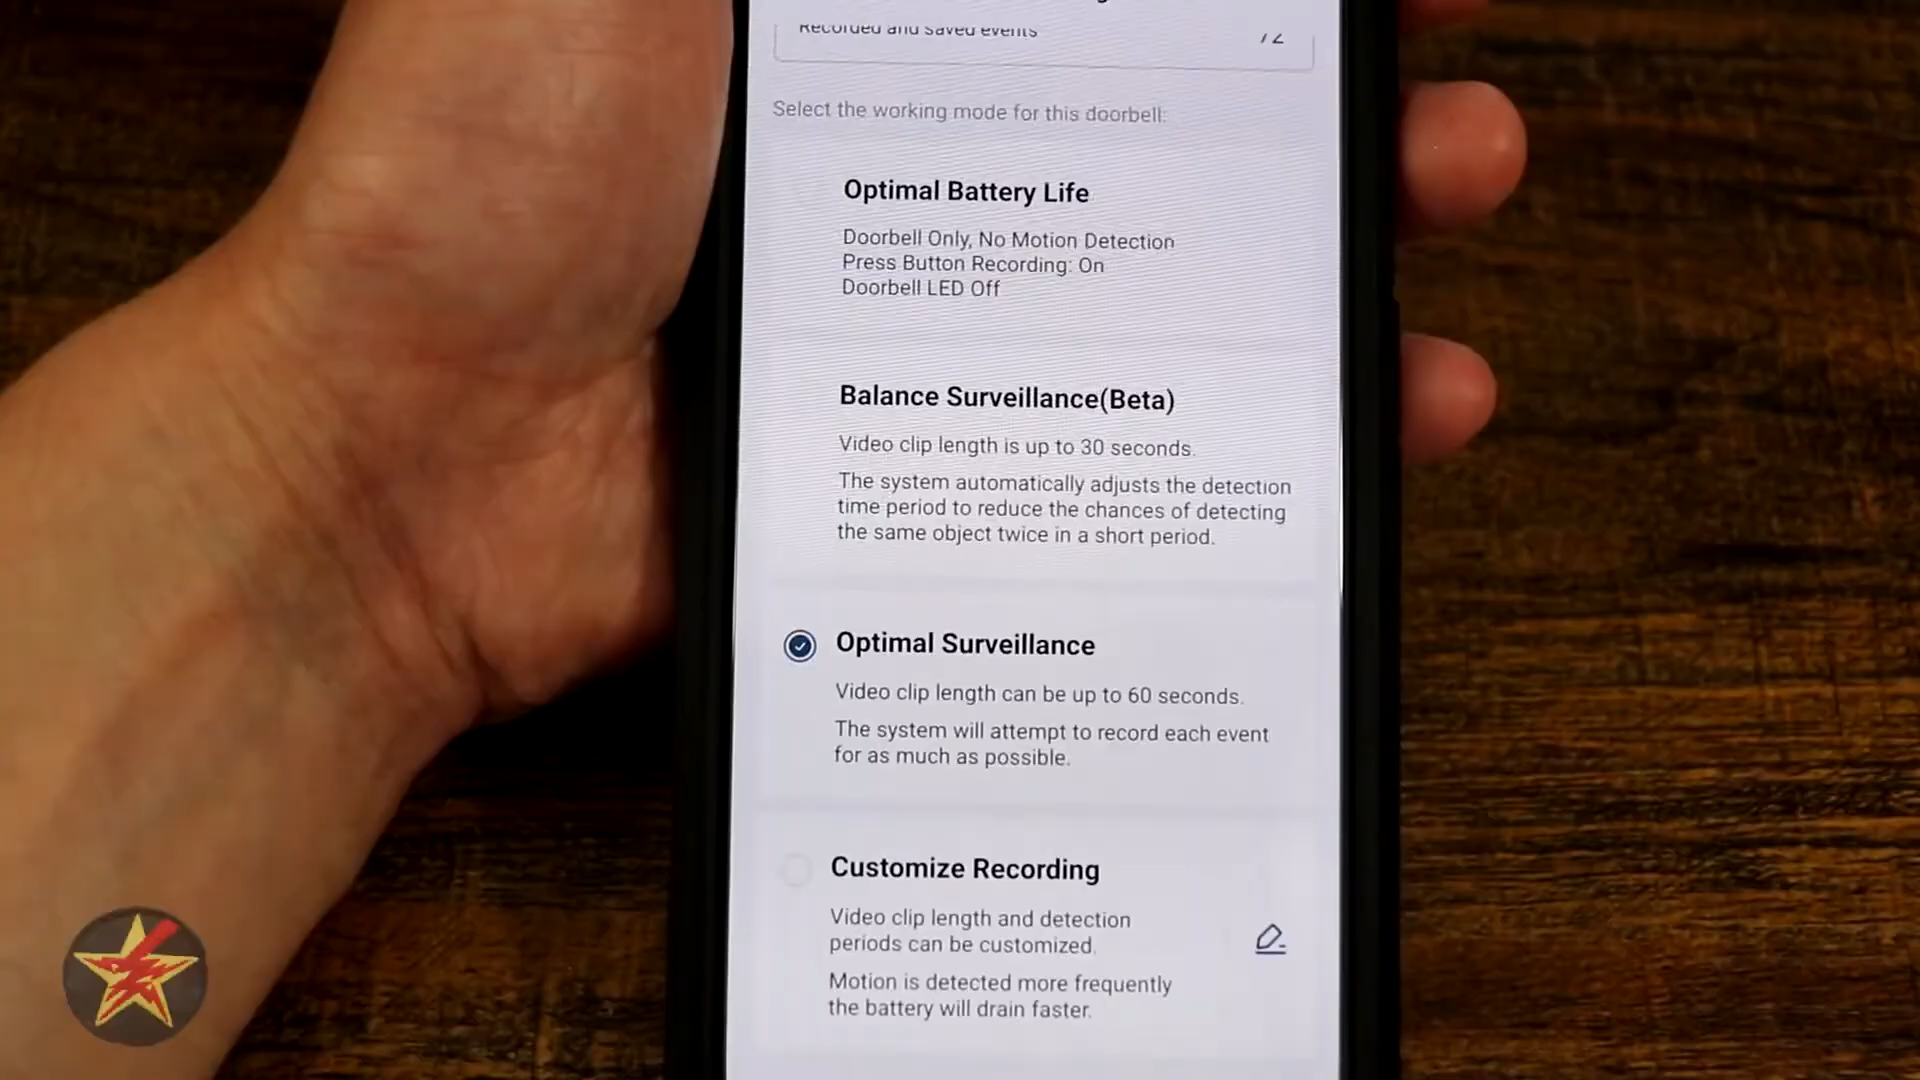 Recorded and saved events 72
Select the working mode for this doorbell:
Optimal Battery Life
Doorbell Only, No Motion Detection
Press Button Recording: On
Doorbell LED Off
Balance Surveillance(Beta)
Video clip length is up to 30 seconds.
The system automatically adjusts the detection
time period to reduce the chances of detecting
the same object twice in a short period.
Optimal Surveillance
Video clip length can be up to 60 seconds.
The system will attempt to record each event
for as much as possible.
Customize Recording
Video clip length and detection
periods can be customized.
Motion is detected more frequently
the battery will drain faster.